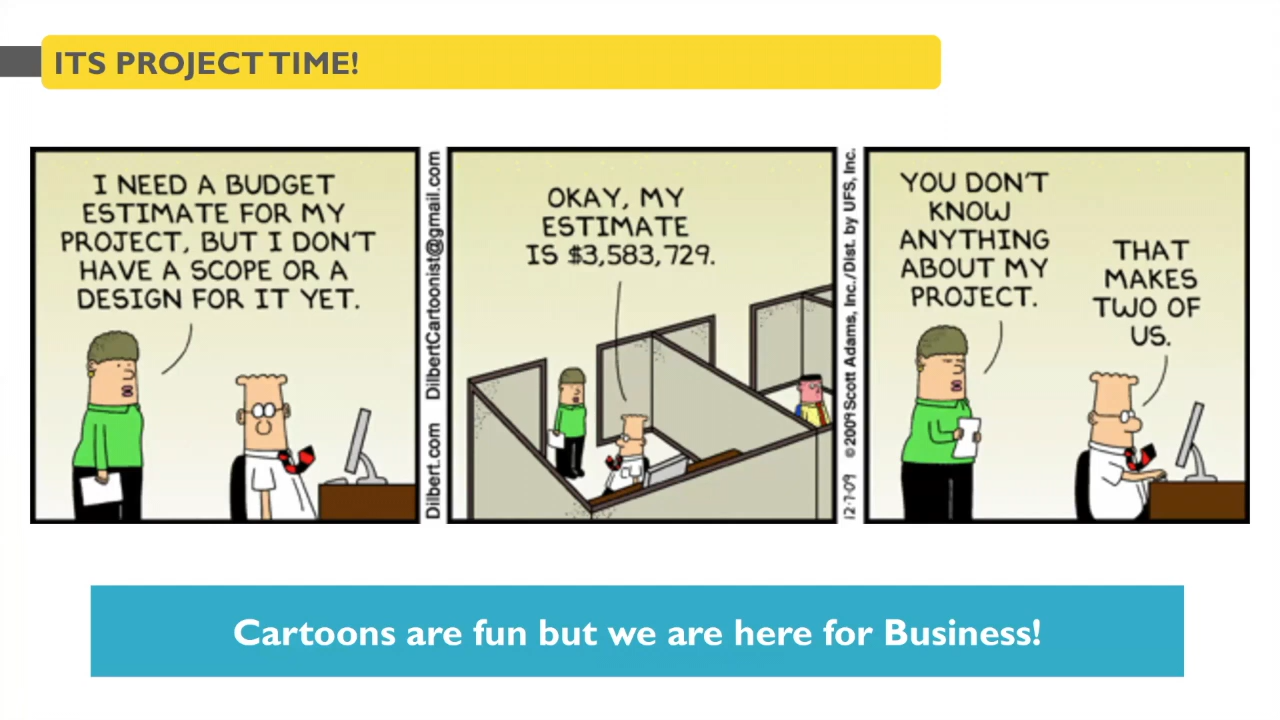 ITS PROJECT TIME!
I NEED A BUDGET
ESTIMATE FOR MY
PROJECT, BUT I DON'T
HAVE A SCOPE OR A
DESIGN FOR IT YET.
Dilbert.com DilbertCartoonist@gmail.com
OKAY, MY
ESTIMATE
IS $3,583,729.
12-7-09 ©2009 Scott Adams, Inc./Dist. by UFS, Inc.
YOU DON'T
KNOW
ANYTHING
ABOUT MY
PROJECT.
THAT
MAKES
TWO OF
US.
Cartoons are fun but we are here for Business!